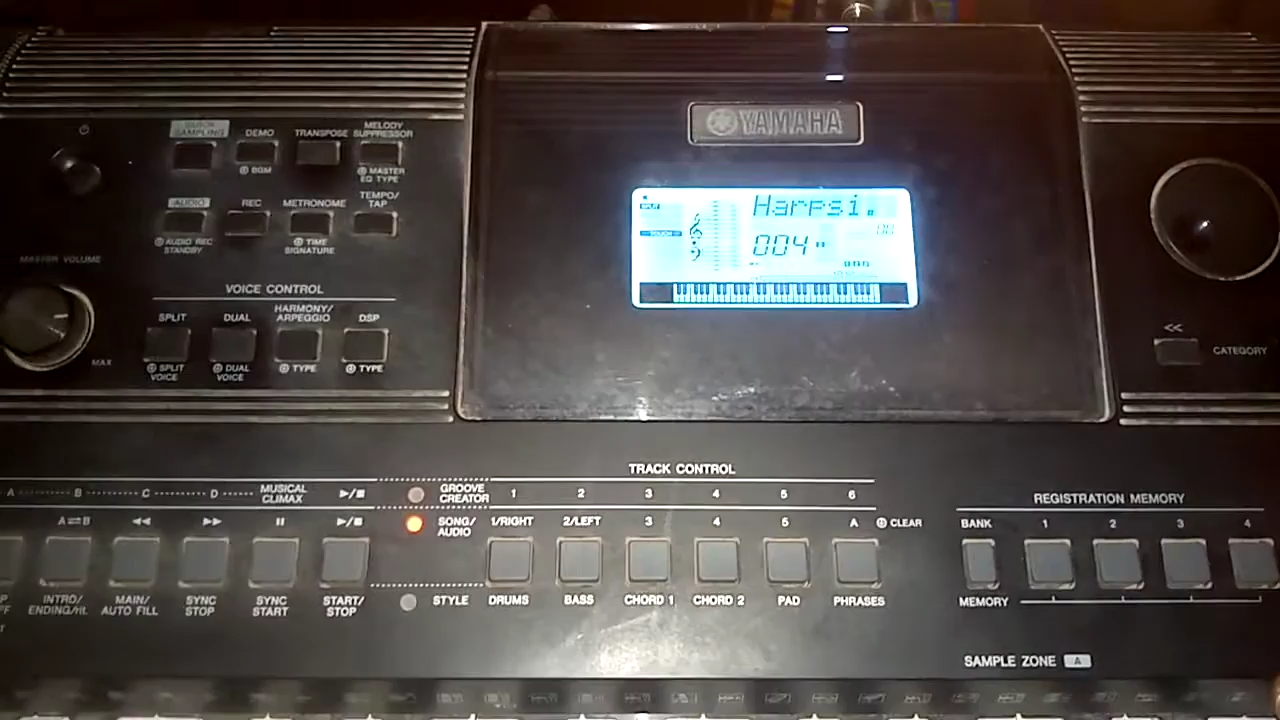 YAMAHA
SAMPLING
DEMO
TRANSPOSE
MELODY
SUPPRESSOR
BGM
MASTER
EQ TYPE
AUDIO
REC
METRONOME
TEMPO/
TAP
AUDIO REC
STANDBY
TIME
SIGNATURE
MASTER VOLUME
MAX
VOICE CONTROL
SPLIT
DUAL
HARMONY/
ARPEGGIO
DSP
SPLIT
VOICE
DUAL
VOICE
TYPE
TYPE
SPLIT
TOUCH
Harpsi.
004
<<
CATEGORY
TRACK CONTROL
A B C D
MUSICAL
CLIMAX
GROOVE
CREATOR
1 2 3 4 5 6
A B
SONG/
AUDIO
1/RIGHT 2/LEFT 3 4 5 A
CLEAR
INTRO/
ENDING/rit.
MAIN/
AUTO FILL
SYNC
STOP
SYNC
START
START/
STOP
STYLE
DRUMS BASS CHORD 1 CHORD 2 PAD PHRASES
REGISTRATION MEMORY
BANK 1 2 3 4
MEMORY
SAMPLE ZONE A